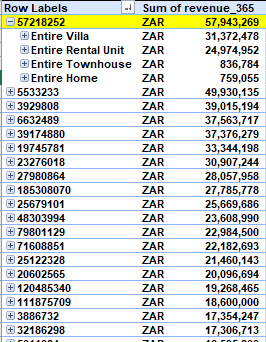 Row Labels Sum of revenue_365
57218252 ZAR 57,943,269
Entire Villa ZAR 31,372,478
Entire Rental Unit ZAR 24,974,952
Entire Townhouse ZAR 836,784
Entire Home ZAR 759,055
5533233 ZAR 49,930,135
3929808 ZAR 39,015,194
6632489 ZAR 37,563,717
39174880 ZAR 37,376,279
19745781 ZAR 33,344,198
23276018 ZAR 30,907,244
27980864 ZAR 28,057,958
185308070 ZAR 27,785,778
25679101 ZAR 25,669,686
48303994 ZAR 23,608,990
79801129 ZAR 22,984,500
71608851 ZAR 22,182,693
25122328 ZAR 21,460,143
20602565 ZAR 20,096,694
120485340 ZAR 19,268,465
111875709 ZAR 18,600,000
3886732 ZAR 17,354,247
32186298 ZAR 17,306,713